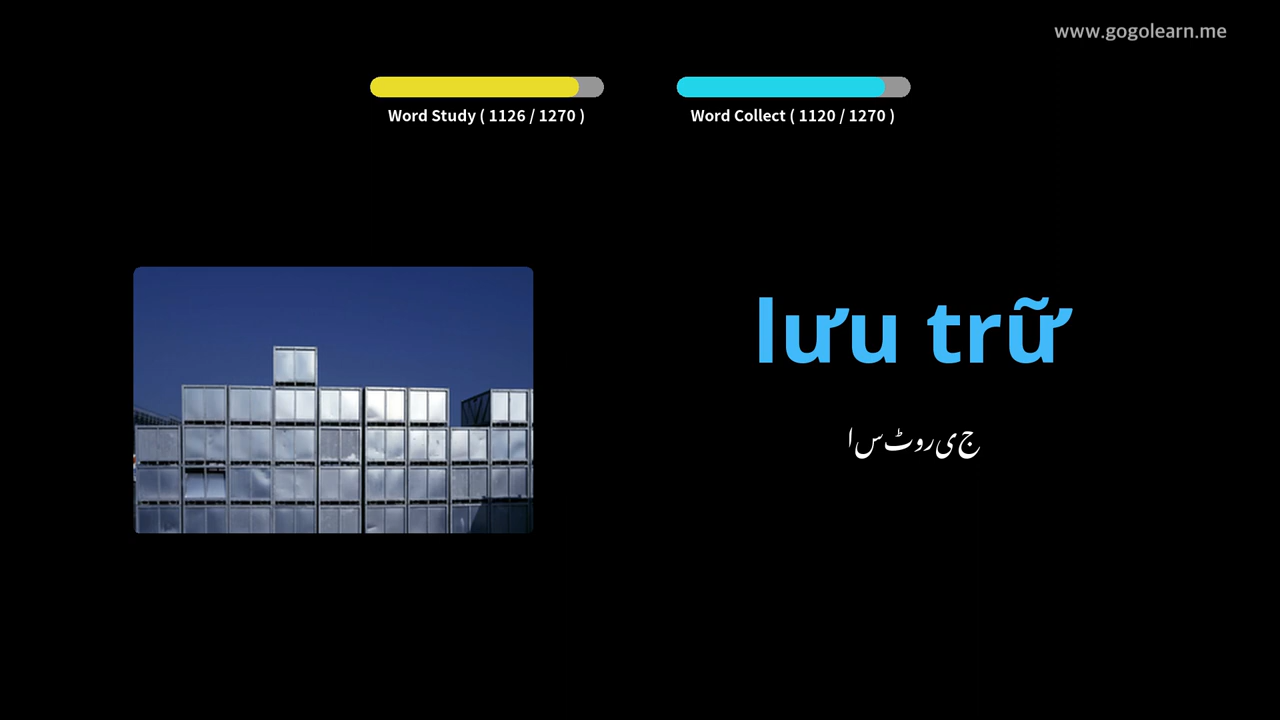 www.gogolearn.me
Word Study ( 1126 / 1270 )
Word Collect ( 1120 / 1270 )
lưu trữ
اسٹوریج